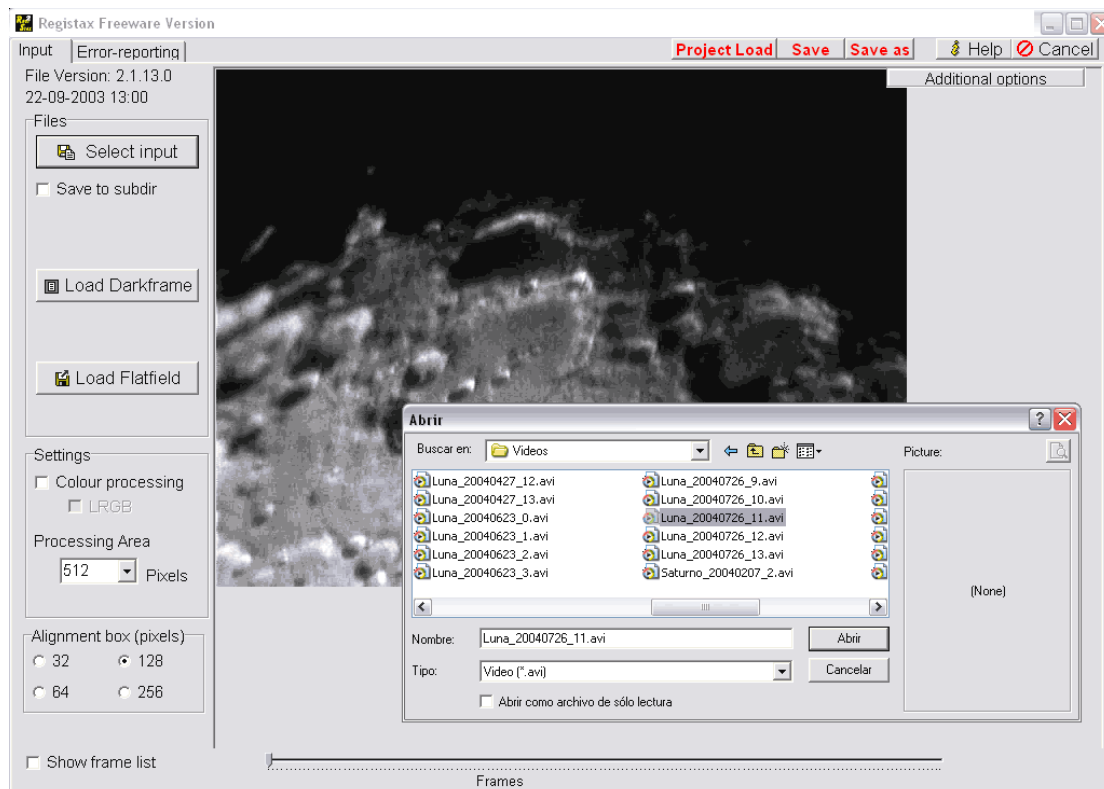 Registax Freeware Version
Input
Error-reporting
Project Load
Save
Save as
Help
Cancel
File Version: 2.1.13.0
22-09-2003 13:00
Additional options
Files
Select input
Save to subdir
Load Darkframe
Load Flatfield
Settings
Colour processing
LRGB
Processing Area
512
Pixels
Alignment box (pixels)
32
128
64
256
Show frame list
Frames
Abrir
Buscar en:
Videos
Picture:
Luna_20040427_12.avi
Luna_20040427_13.avi
Luna_20040623_0.avi
Luna_20040623_1.avi
Luna_20040623_2.avi
Luna_20040623_3.avi
Luna_20040726_9.avi
Luna_20040726_10.avi
Luna_20040726_11.avi
Luna_20040726_12.avi
Luna_20040726_13.avi
Saturno_20040207_2.avi
(None)
Nombre:
Luna_20040726_11.avi
Abrir
Tipo:
Video (*.avi)
Cancelar
Abrir como archivo de sólo lectura